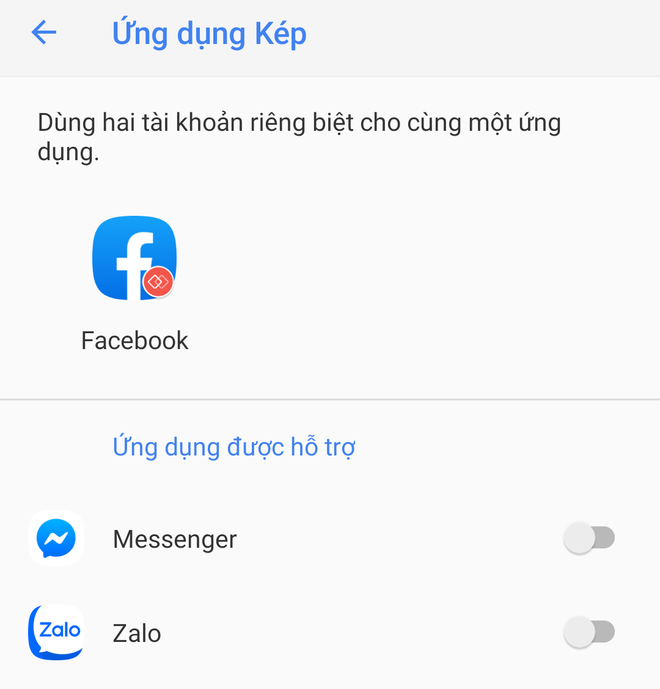 Ứng dụng Kép
Dùng hai tài khoản riêng biệt cho cùng một ứng
dụng.
Facebook
Ứng dụng được hỗ trợ
Messenger
Zalo Zalo